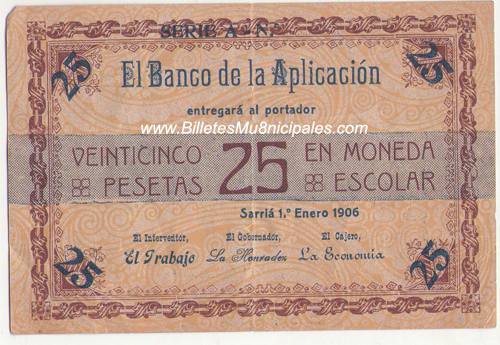 SERIE A - N.º
25 25
El Banco de la Aplicación
entregará al portador
www.BilletesMu8nicipales.com
VEINTICINCO 25 EN MONEDA
PESETAS ESCOLAR
Sarriá 1.º Enero 1906
El Interventor, El Gobernador, El Cajero,
El Trabajo La Honradez La Economía
25 25